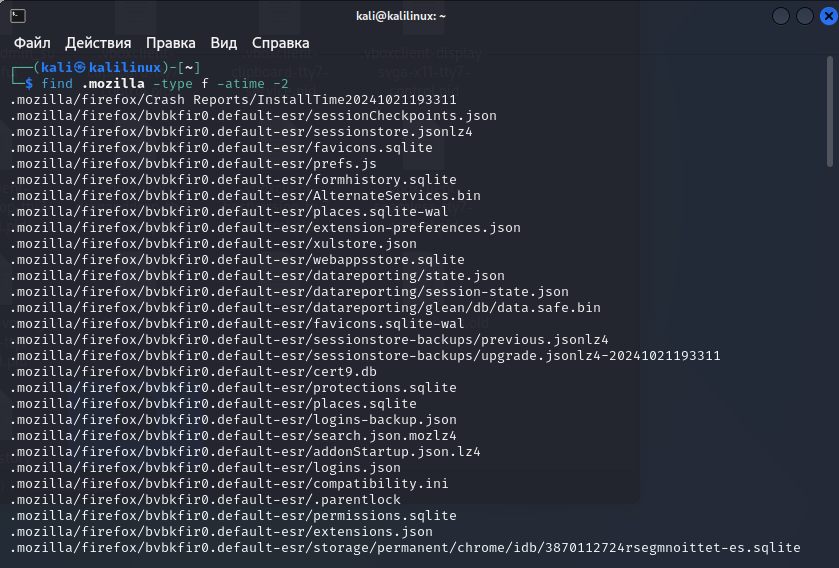 kali@kalilinux: ~
Файл Действия Правка Вид Справка
┌──(kali㉿kalilinux)-[~]
└─$ find .mozilla -type f -atime -2
.mozilla/firefox/Crash Reports/InstallTime20241021193311
.mozilla/firefox/bvbkfir0.default-esr/sessionCheckpoints.json
.mozilla/firefox/bvbkfir0.default-esr/sessionstore.jsonlz4
.mozilla/firefox/bvbkfir0.default-esr/favicons.sqlite
.mozilla/firefox/bvbkfir0.default-esr/prefs.js
.mozilla/firefox/bvbkfir0.default-esr/formhistory.sqlite
.mozilla/firefox/bvbkfir0.default-esr/AlternateServices.bin
.mozilla/firefox/bvbkfir0.default-esr/places.sqlite-wal
.mozilla/firefox/bvbkfir0.default-esr/extension-preferences.json
.mozilla/firefox/bvbkfir0.default-esr/xulstore.json
.mozilla/firefox/bvbkfir0.default-esr/webappsstore.sqlite
.mozilla/firefox/bvbkfir0.default-esr/datareporting/state.json
.mozilla/firefox/bvbkfir0.default-esr/datareporting/session-state.json
.mozilla/firefox/bvbkfir0.default-esr/datareporting/glean/db/data.safe.bin
.mozilla/firefox/bvbkfir0.default-esr/favicons.sqlite-wal
.mozilla/firefox/bvbkfir0.default-esr/sessionstore-backups/previous.jsonlz4
.mozilla/firefox/bvbkfir0.default-esr/sessionstore-backups/upgrade.jsonlz4-20241021193311
.mozilla/firefox/bvbkfir0.default-esr/cert9.db
.mozilla/firefox/bvbkfir0.default-esr/protections.sqlite
.mozilla/firefox/bvbkfir0.default-esr/places.sqlite
.mozilla/firefox/bvbkfir0.default-esr/logins-backup.json
.mozilla/firefox/bvbkfir0.default-esr/search.json.mozlz4
.mozilla/firefox/bvbkfir0.default-esr/addonStartup.json.lz4
.mozilla/firefox/bvbkfir0.default-esr/logins.json
.mozilla/firefox/bvbkfir0.default-esr/compatibility.ini
.mozilla/firefox/bvbkfir0.default-esr/.parentlock
.mozilla/firefox/bvbkfir0.default-esr/permissions.sqlite
.mozilla/firefox/bvbkfir0.default-esr/extensions.json
.mozilla/firefox/bvbkfir0.default-esr/storage/permanent/chrome/idb/3870112724rsegmnoittet-es.sqlite